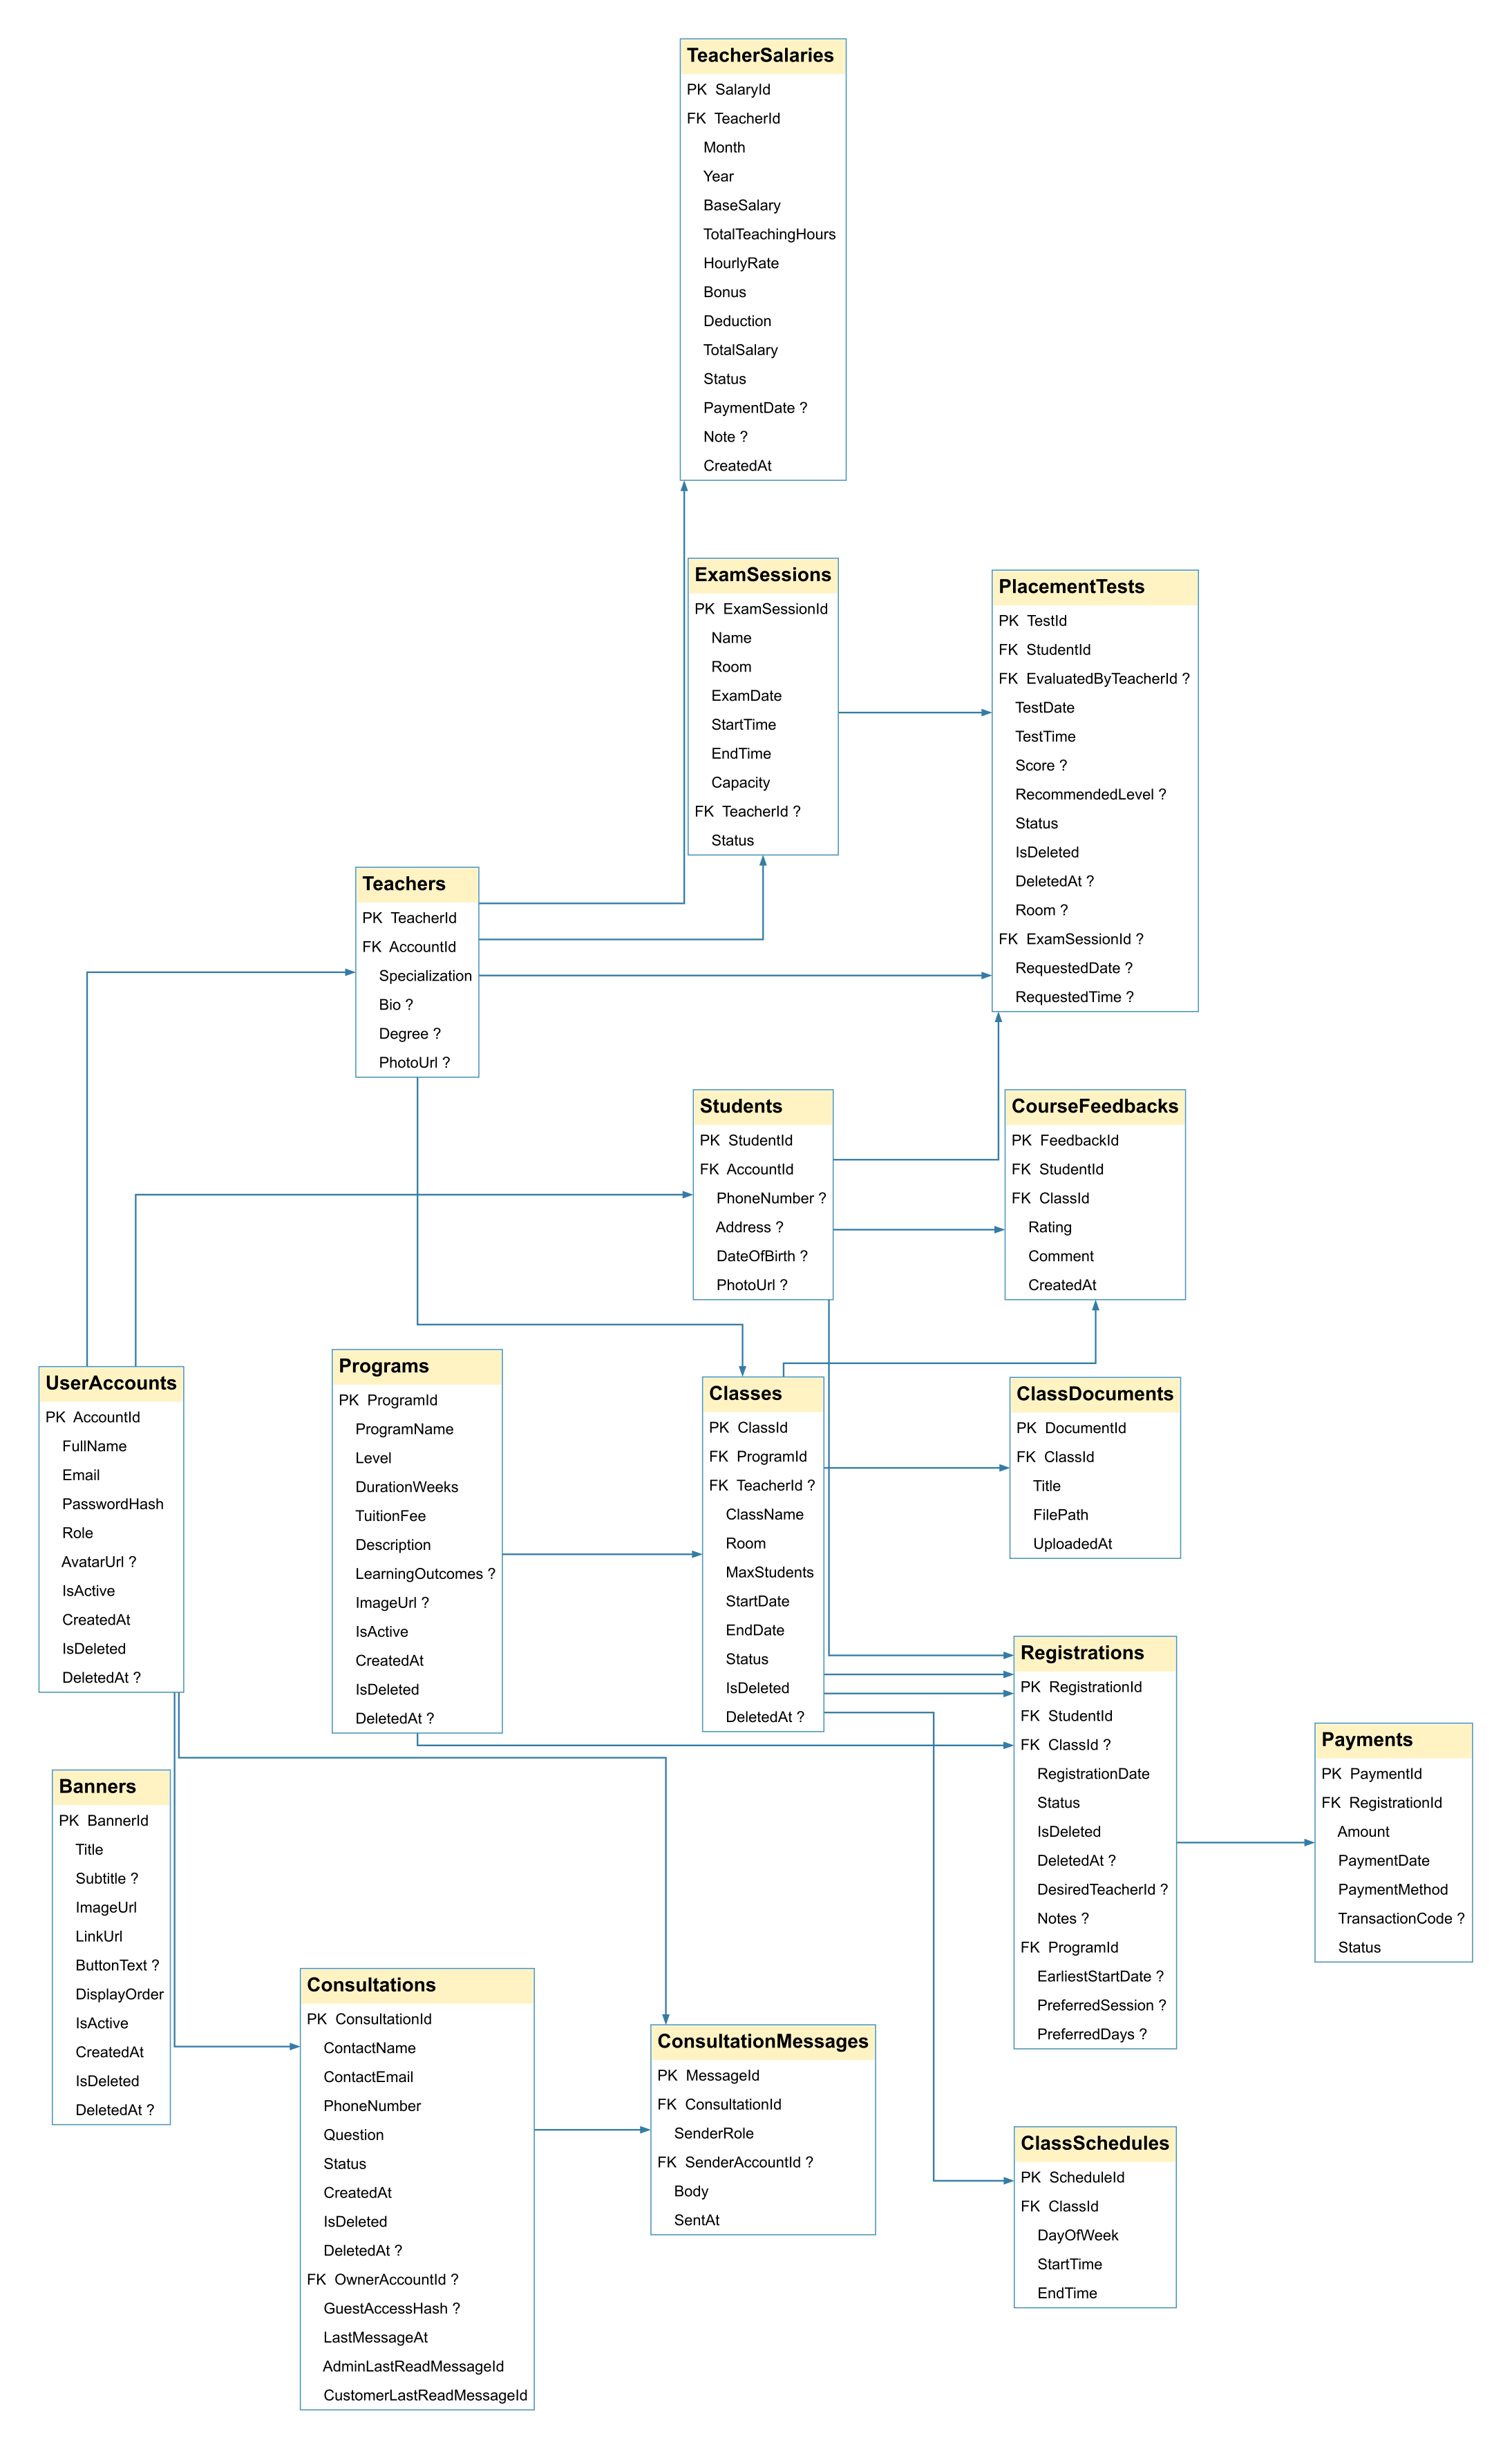 TeacherSalaries
PK SalaryId
FK TeacherId
Month
Year
BaseSalary
TotalTeachingHours
HourlyRate
Bonus
Deduction
TotalSalary
Status
PaymentDate ?
Note ?
CreatedAt
ExamSessions
PK ExamSessionId
Name
Room
ExamDate
StartTime
EndTime
Capacity
FK TeacherId ?
Status
PlacementTests
PK TestId
FK StudentId
FK EvaluatedByTeacherId ?
TestDate
TestTime
Score ?
RecommendedLevel ?
Status
IsDeleted
DeletedAt ?
Room ?
FK ExamSessionId ?
RequestedDate ?
RequestedTime ?
Teachers
PK TeacherId
FK AccountId
Specialization
Bio ?
Degree ?
PhotoUrl ?
Students
PK StudentId
FK AccountId
PhoneNumber ?
Address ?
DateOfBirth ?
PhotoUrl ?
CourseFeedbacks
PK FeedbackId
FK StudentId
FK ClassId
Rating
Comment
CreatedAt
UserAccounts
PK AccountId
FullName
Email
PasswordHash
Role
AvatarUrl ?
IsActive
CreatedAt
IsDeleted
DeletedAt ?
Programs
PK ProgramId
ProgramName
Level
DurationWeeks
TuitionFee
Description
LearningOutcomes ?
ImageUrl ?
IsActive
CreatedAt
IsDeleted
DeletedAt ?
Classes
PK ClassId
FK ProgramId
FK TeacherId ?
ClassName
Room
MaxStudents
StartDate
EndDate
Status
IsDeleted
DeletedAt ?
ClassDocuments
PK DocumentId
FK ClassId
Title
FilePath
UploadedAt
Registrations
PK RegistrationId
FK StudentId
FK ClassId ?
RegistrationDate
Status
IsDeleted
DeletedAt ?
DesiredTeacherId ?
Notes ?
FK ProgramId
EarliestStartDate ?
PreferredSession ?
PreferredDays ?
Payments
PK PaymentId
FK RegistrationId
Amount
PaymentDate
PaymentMethod
TransactionCode ?
Status
Banners
PK BannerId
Title
Subtitle ?
ImageUrl
LinkUrl
ButtonText ?
DisplayOrder
IsActive
CreatedAt
IsDeleted
DeletedAt ?
Consultations
PK ConsultationId
ContactName
ContactEmail
PhoneNumber
Question
Status
CreatedAt
IsDeleted
DeletedAt ?
FK OwnerAccountId ?
GuestAccessHash ?
LastMessageAt
AdminLastReadMessageId
CustomerLastReadMessageId
ConsultationMessages
PK MessageId
FK ConsultationId
SenderRole
FK SenderAccountId ?
Body
SentAt
ClassSchedules
PK ScheduleId
FK ClassId
DayOfWeek
StartTime
EndTime